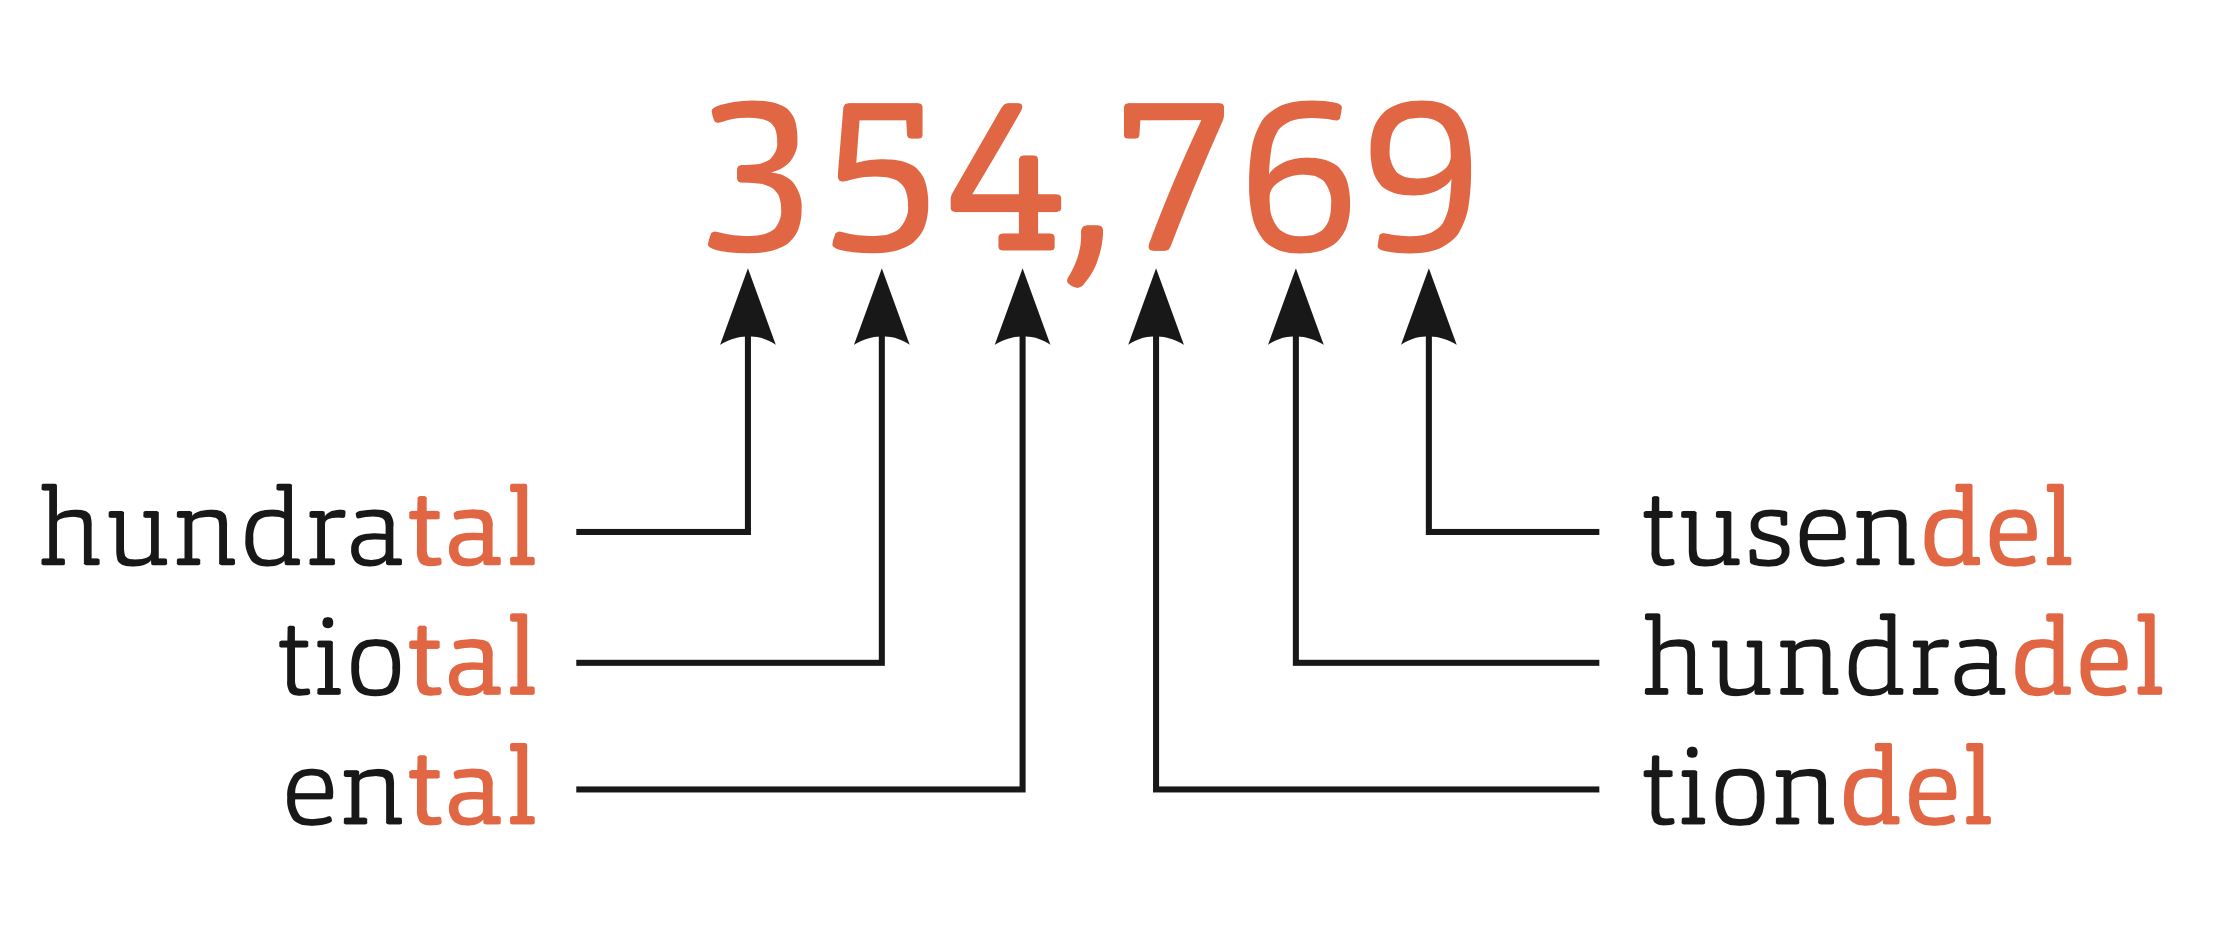 354,769
hundratal
tiotal
ental
tusendel
hundradel
tiondel